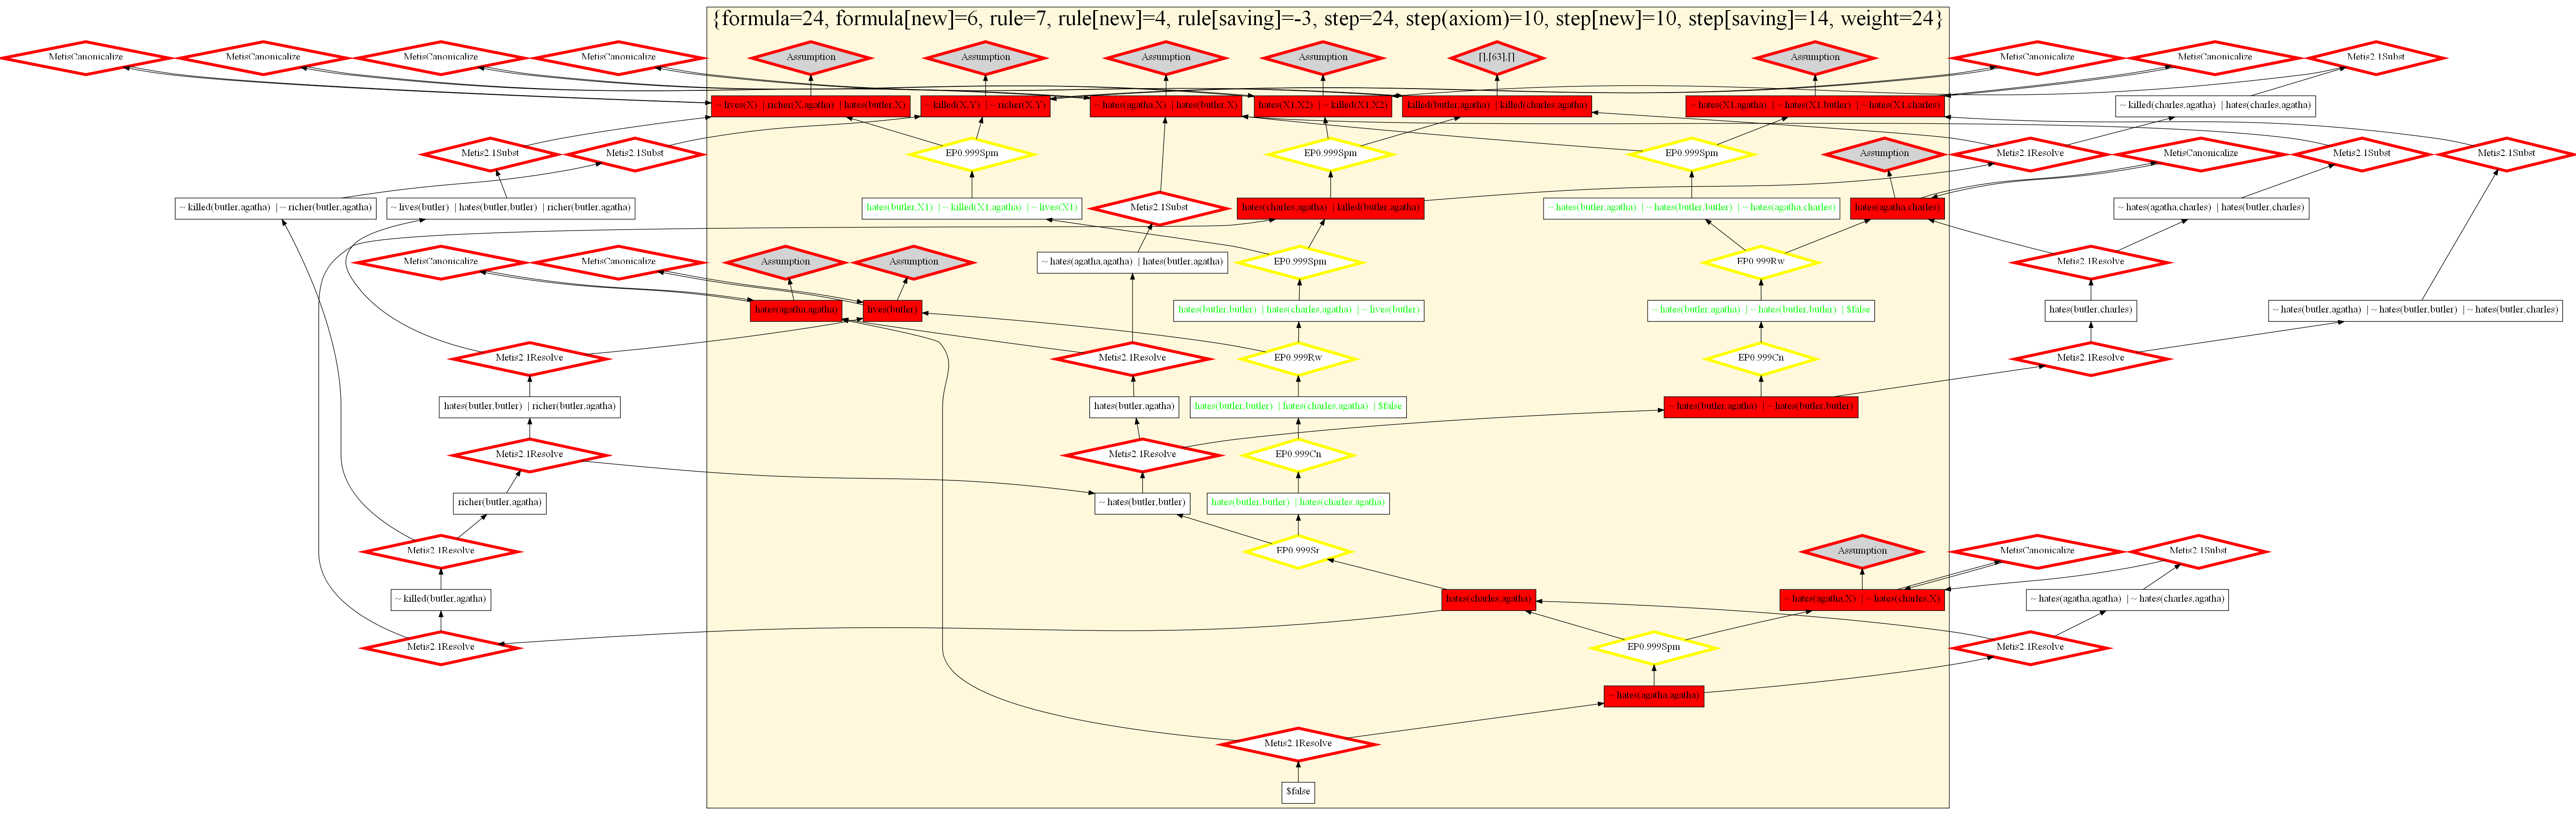 {formula=24, formula[new]=6, rule=7, rule[new]=4, rule[saving]=-3, step=24, step(axiom)=10, step[new]=10, step[saving]=14, weight=24}
MetisCanonicalize
MetisCanonicalize
MetisCanonicalize
MetisCanonicalize
Assumption
Assumption
Assumption
Assumption
[],[63],[]
Assumption
MetisCanonicalize
MetisCanonicalize
Metis2.1Subst
~ lives(X) | richer(X,agatha) | hates(butler,X)
~ killed(X,Y) | ~ richer(X,Y)
~ hates(agatha,X) | hates(butler,X)
hates(X1,X2) | ~ killed(X1,X2)
killed(butler,agatha) | killed(charles,agatha)
~ hates(X1,agatha) | ~ hates(X1,butler) | ~ hates(X1,charles)
~ killed(charles,agatha) | hates(charles,agatha)
Metis2.1Subst
Metis2.1Subst
EP0.999Spm
EP0.999Spm
EP0.999Spm
Assumption
Metis2.1Resolve
MetisCanonicalize
Metis2.1Subst
Metis2.1Subst
~ killed(butler,agatha) | ~ richer(butler,agatha)
~ lives(butler) | hates(butler,butler) | richer(butler,agatha)
hates(butler,X1) | ~ killed(X1,agatha) | ~ lives(X1)
Metis2.1Subst
hates(charles,agatha) | killed(butler,agatha)
~ hates(butler,agatha) | ~ hates(butler,butler) | ~ hates(agatha,charles)
hates(agatha,charles)
~ hates(agatha,charles) | hates(butler,charles)
MetisCanonicalize
MetisCanonicalize
Assumption
Assumption
~ hates(agatha,agatha) | hates(butler,agatha)
EP0.999Spm
EP0.999Rw
Metis2.1Resolve
hates(agatha,agatha)
lives(butler)
hates(butler,butler) | hates(charles,agatha) | ~ lives(butler)
~ hates(butler,agatha) | ~ hates(butler,butler) | $false
hates(butler,charles)
~ hates(butler,agatha) | ~ hates(butler,butler) | ~ hates(butler,charles)
Metis2.1Resolve
Metis2.1Resolve
EP0.999Rw
EP0.999Cn
Metis2.1Resolve
hates(butler,butler) | richer(butler,agatha)
hates(butler,agatha)
hates(butler,butler) | hates(charles,agatha) | $false
~ hates(butler,agatha) | ~ hates(butler,butler)
Metis2.1Resolve
Metis2.1Resolve
EP0.999Cn
richer(butler,agatha)
~ hates(butler,butler)
hates(butler,butler) | hates(charles,agatha)
Metis2.1Resolve
EP0.999Sr
Assumption
MetisCanonicalize
Metis2.1Subst
~ killed(butler,agatha)
hates(charles,agatha)
~ hates(agatha,X) | ~ hates(charles,X)
~ hates(agatha,agatha) | ~ hates(charles,agatha)
Metis2.1Resolve
EP0.999Spm
Metis2.1Resolve
~ hates(agatha,agatha)
Metis2.1Resolve
$false